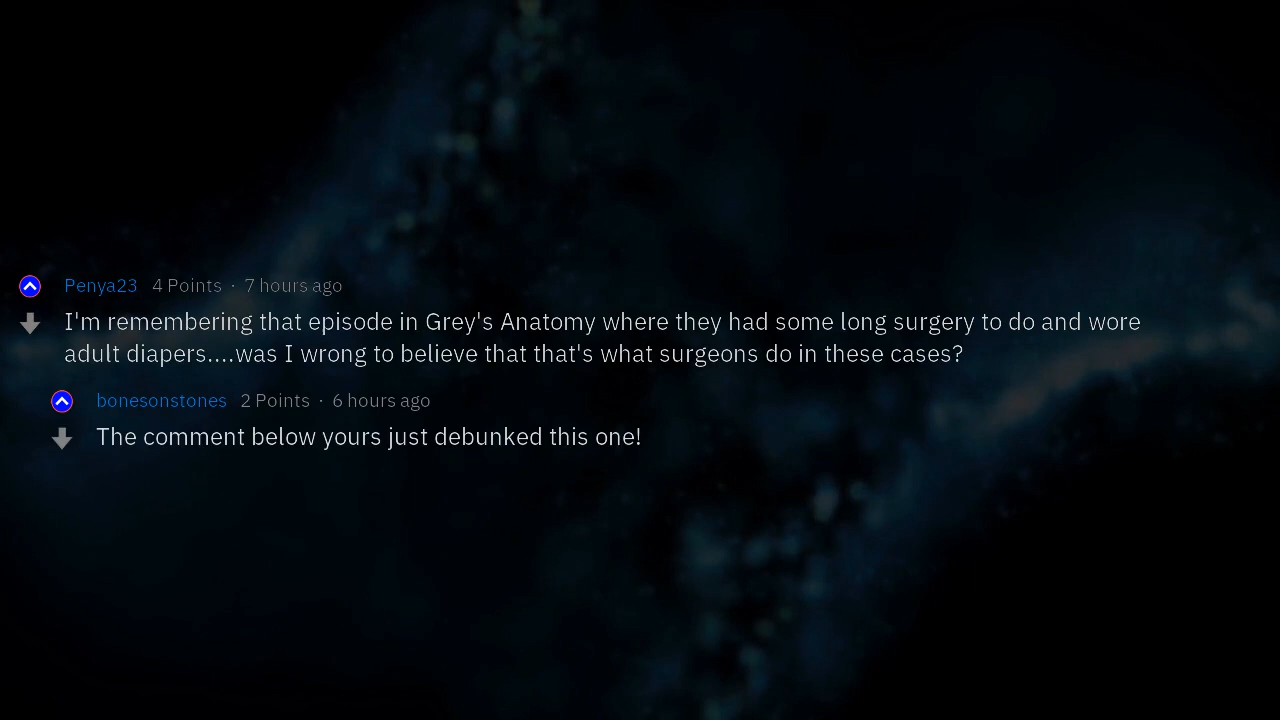 Penya23 4 Points · 7 hours ago
I'm remembering that episode in Grey's Anatomy where they had some long surgery to do and wore
adult diapers....was I wrong to believe that that's what surgeons do in these cases?
bonesonstones 2 Points · 6 hours ago
The comment below yours just debunked this one!